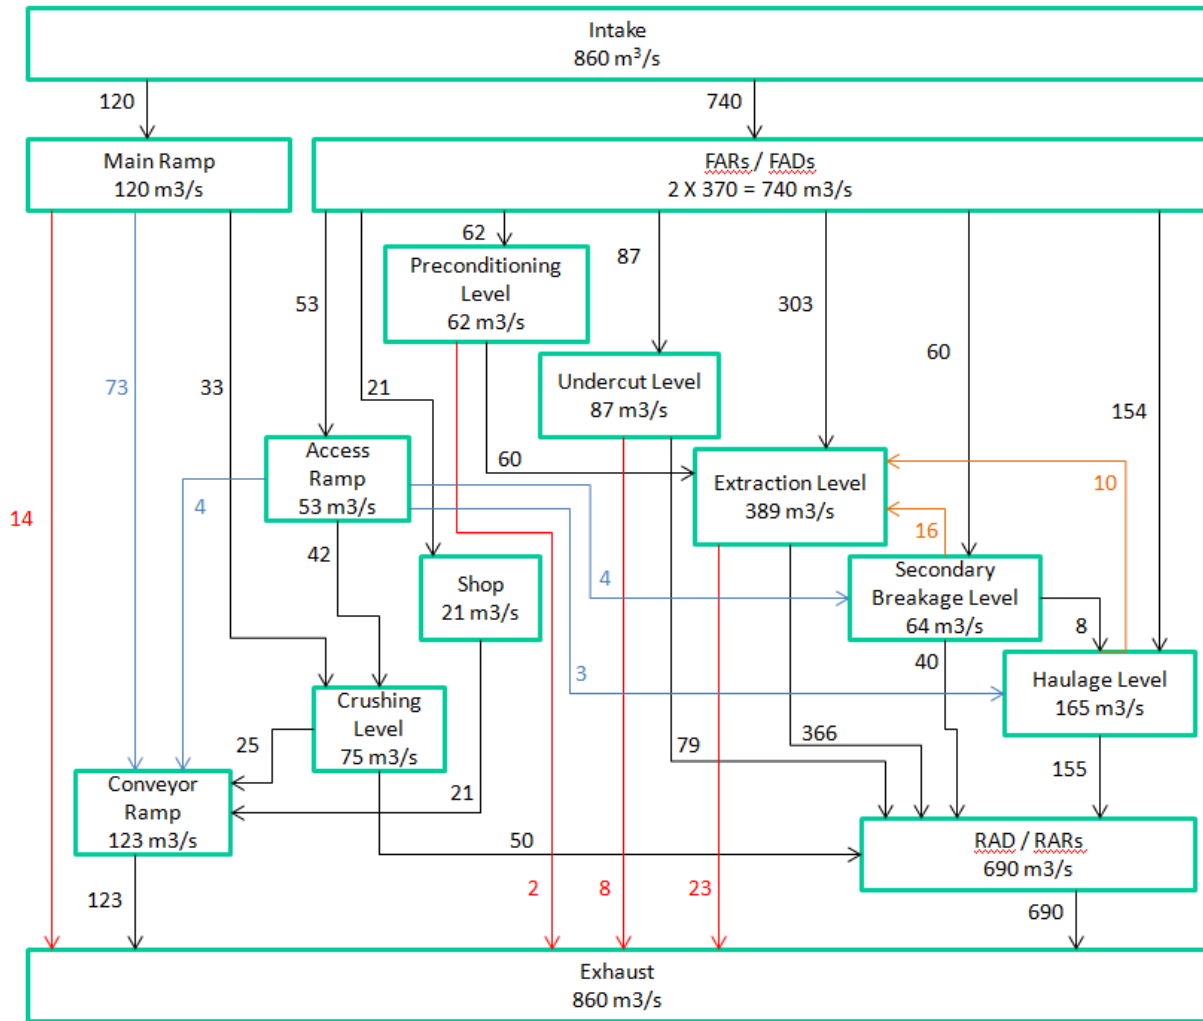 Intake
860 m³/s
120
740
Main Ramp
120 m3/s
FARs / FADs
2 X 370 = 740 m3/s
62
87
Preconditioning
Level
62 m3/s
53
303
60
Undercut Level
87 m3/s
73
33
21
154
Access
Ramp
53 m3/s
60
Extraction Level
389 m3/s
10
4
14
16
42
Shop
21 m3/s
4
Secondary
Breakage Level
64 m3/s
8
40
3
Haulage Level
165 m3/s
Crushing
Level
75 m3/s
25
79
366
155
Conveyor
Ramp
123 m3/s
21
50
RAD / RARs
690 m3/s
123
2
8
23
690
Exhaust
860 m3/s